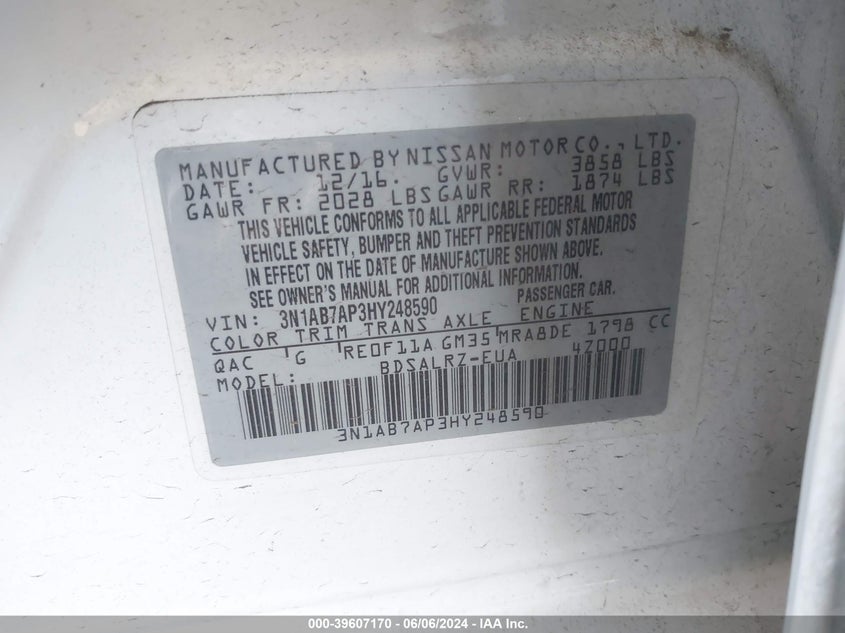 MANUFACTURED BY NISSAN MOTOR CO., LTD.
DATE: 12/16. GVWR: 3858 LBS
GAWR FR: 2028 LBS GAWR RR: 1874 LBS
THIS VEHICLE CONFORMS TO ALL APPLICABLE FEDERAL MOTOR
VEHICLE SAFETY, BUMPER AND THEFT PREVENTION STANDARDS
IN EFFECT ON THE DATE OF MANUFACTURE SHOWN ABOVE.
SEE OWNER'S MANUAL FOR ADDITIONAL INFORMATION.
VIN: 3N1AB7AP3HY248590 PASSENGER CAR.
COLOR TRIM TRANS AXLE ENGINE
QAC G RE0F11A GM35 MRA8DE 1798 CC
MODEL: BDSALRZ-EUA 4Z000
3N1AB7AP3HY248590
000-39607170 - 06/06/2024 - IAAI Inc.